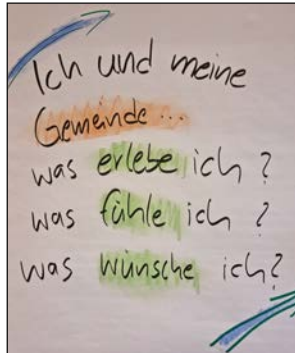 Ich und meine
Gemeinde...
was erlebe ich?
was fühle ich?
was wünsche ich?